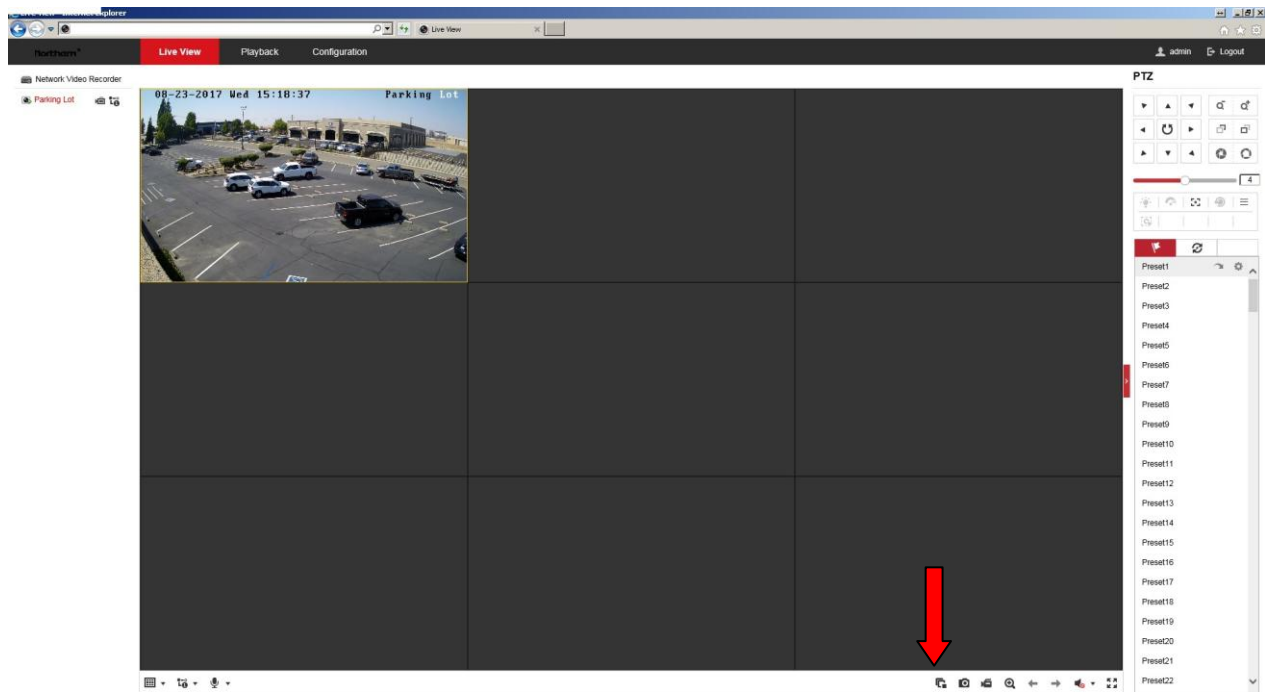 Live View
Northern
Live View Playback Configuration
admin Logout
Network Video Recorder
Parking Lot
08-23-2017 Wed 15:18:37 Parking Lot
PTZ
4
Preset1
Preset2
Preset3
Preset4
Preset5
Preset6
Preset7
Preset8
Preset9
Preset10
Preset11
Preset12
Preset13
Preset14
Preset15
Preset16
Preset17
Preset18
Preset19
Preset20
Preset21
Preset22